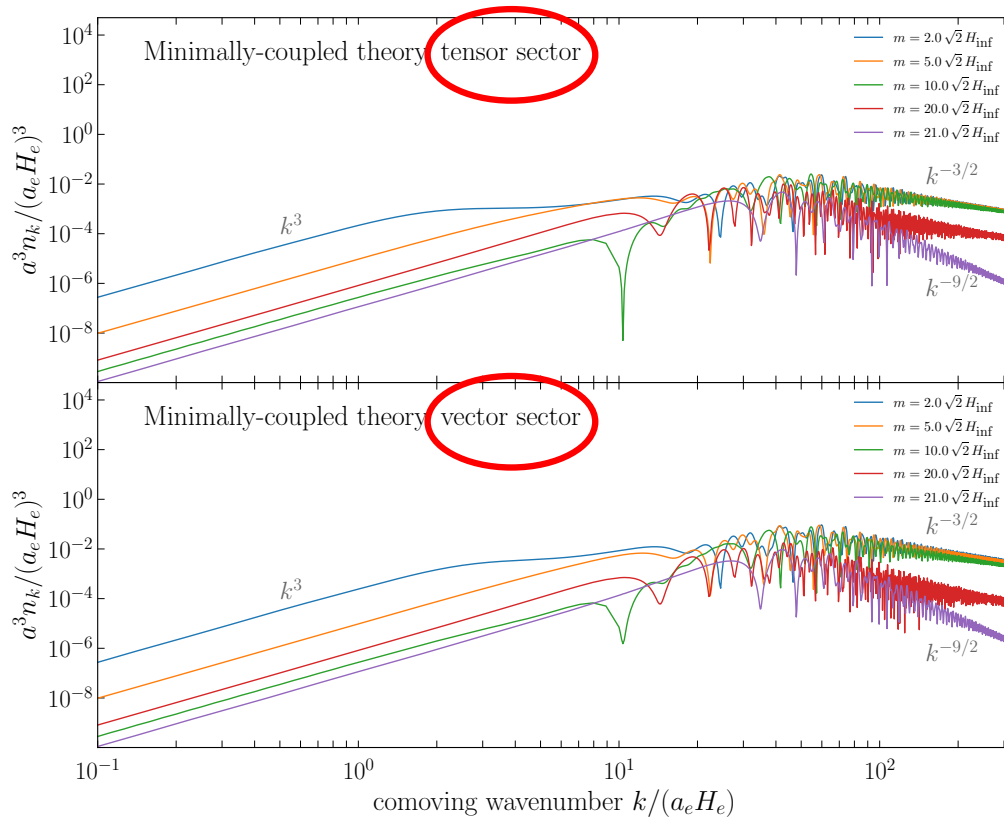 Minimally-coupled theory tensor sector
m = 2.0 √2 H_inf
m = 5.0 √2 H_inf
m = 10.0 √2 H_inf
m = 20.0 √2 H_inf
m = 21.0 √2 H_inf
10^4
10^2
10^0
10^−2
10^−4
10^−6
10^−8
a^3 n_k/(a_e H_e)^3
k^3
k^−3/2
k^−9/2
Minimally-coupled theory vector sector
m = 2.0 √2 H_inf
m = 5.0 √2 H_inf
m = 10.0 √2 H_inf
m = 20.0 √2 H_inf
m = 21.0 √2 H_inf
10^4
10^2
10^0
10^−2
10^−4
10^−6
10^−8
a^3 n_k/(a_e H_e)^3
k^3
k^−3/2
k^−9/2
10^−1
10^0
10^1
10^2
comoving wavenumber k/(a_e H_e)